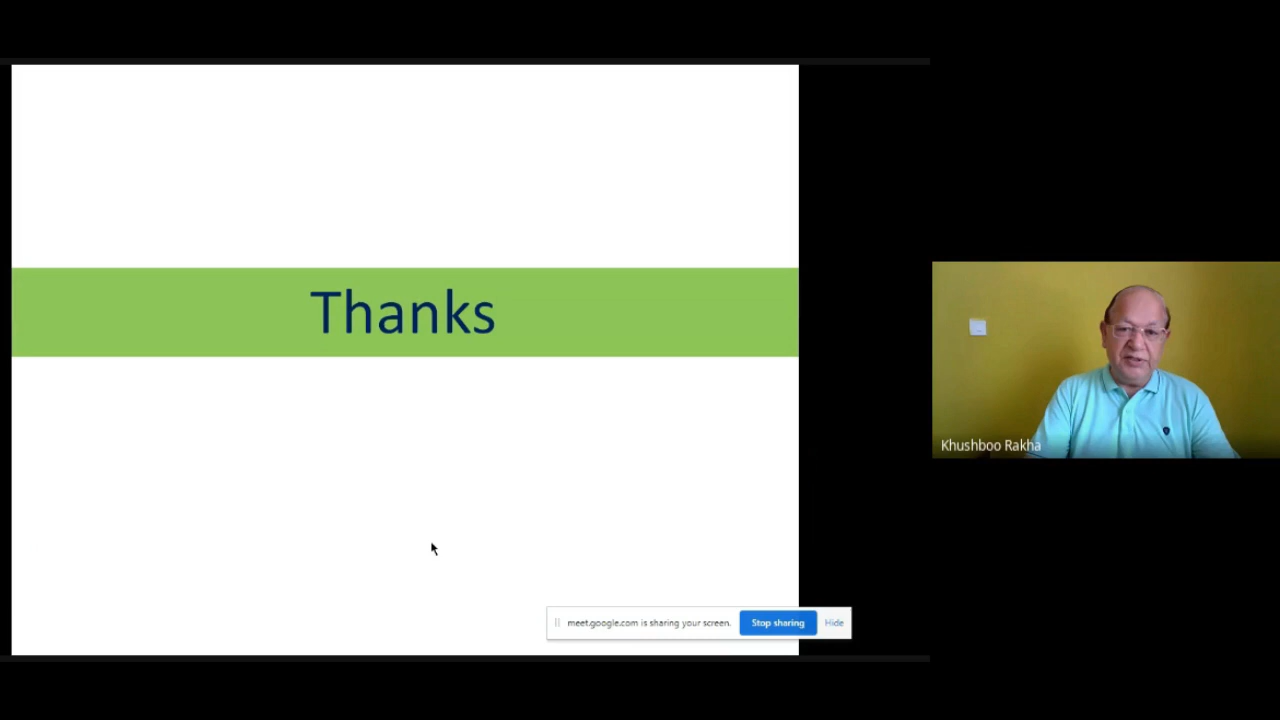 Thanks
Khushboo Rakha
meet.google.com is sharing your screen.
Stop sharing
Hide